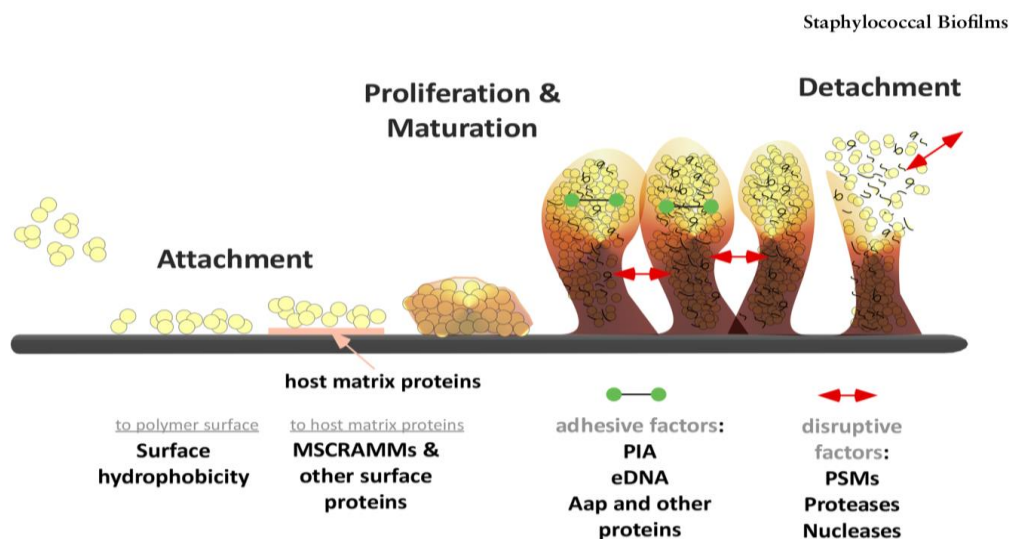 Staphylococcal Biofilms
Detachment
Proliferation &
Maturation
Attachment
host matrix proteins
to polymer surface
Surface
hydrophobicity
to host matrix proteins
MSCRAMMs &
other surface
proteins
adhesive factors:
PIA
eDNA
Aap and other
proteins
disruptive
factors:
PSMs
Proteases
Nucleases